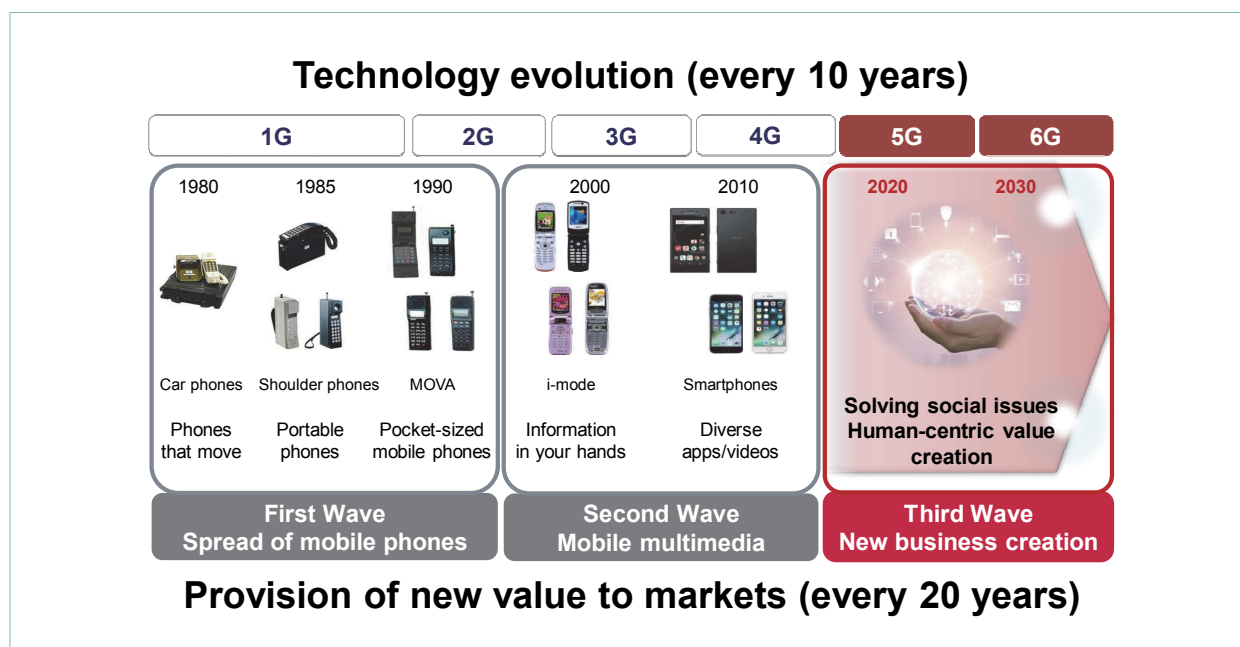 Technology evolution (every 10 years)
1G
2G
3G
4G
5G
6G
1980
1985
1990
2000
2010
2020
2030
Car phones
Shoulder phones
MOVA
i-mode
Smartphones
Phones
that move
Portable
phones
Pocket-sized
mobile phones
Information
in your hands
Diverse
apps/videos
Solving social issues
Human-centric value
creation
First Wave
Spread of mobile phones
Second Wave
Mobile multimedia
Third Wave
New business creation
Provision of new value to markets (every 20 years)